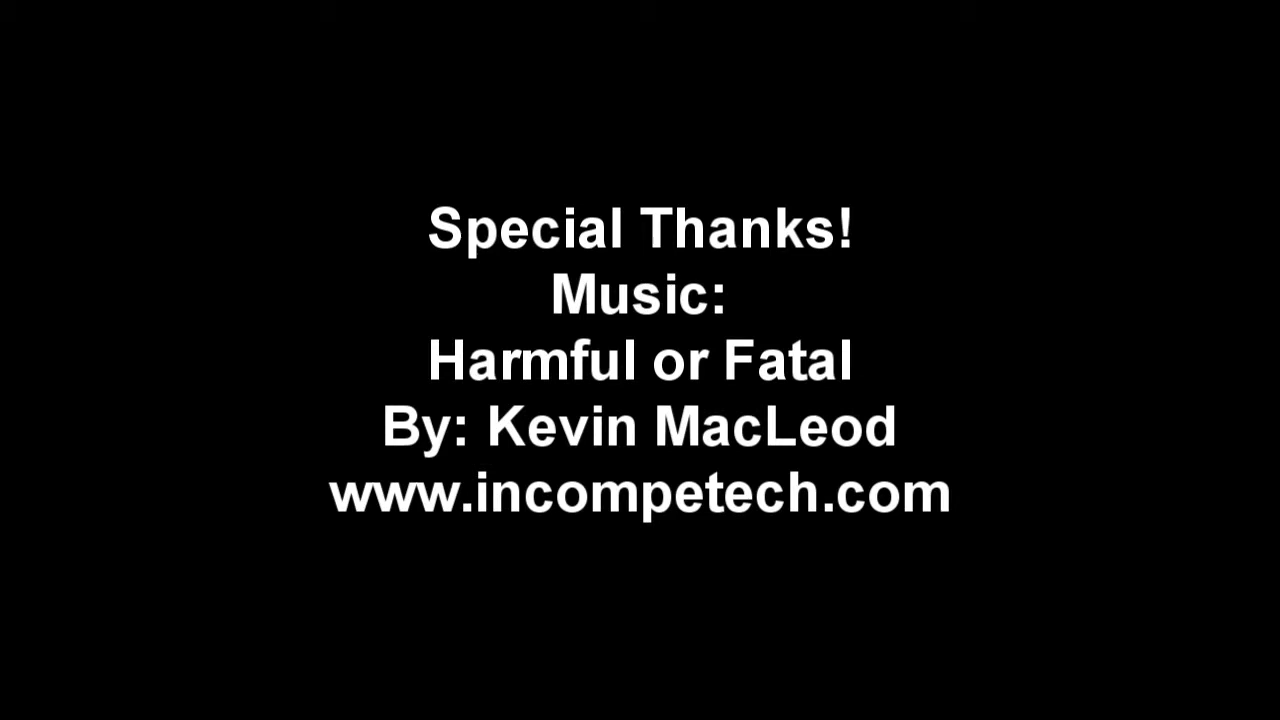 Special Thanks!
Music:
Harmful or Fatal
By: Kevin MacLeod
www.incompetech.com